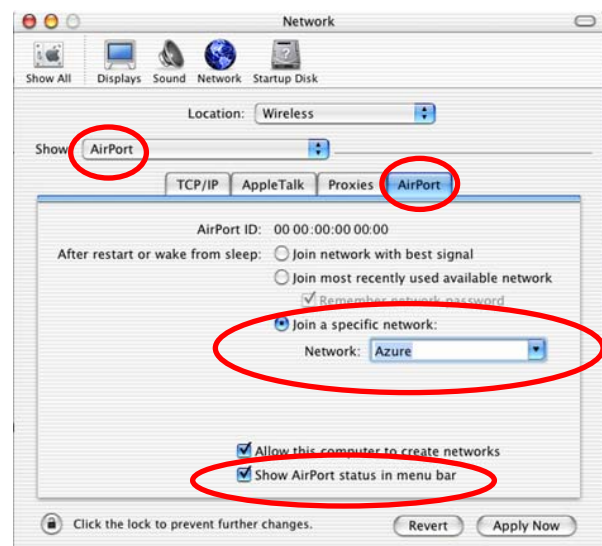 Network
Show All Displays Sound Network Startup Disk
Location: Wireless
Show: AirPort
TCP/IP AppleTalk Proxies AirPort
AirPort ID: 00 00:00:00 00:00
After restart or wake from sleep: Join network with best signal
Join most recently used available network
Remember network password
Join a specific network:
Network: Azure
Allow this computer to create networks
Show AirPort status in menu bar
Click the lock to prevent further changes. Revert Apply Now